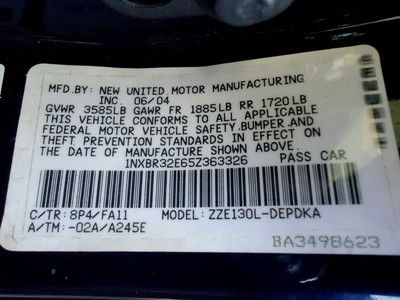 MFD.BY: NEW UNITED MOTOR MANUFACTURING
INC. 06/04
GVWR 3585LB GAWR FR 1885LB RR 1720LB
THIS VEHICLE CONFORMS TO ALL APPLICABLE
FEDERAL MOTOR VEHICLE SAFETY,BUMPER,AND
THEFT PREVENTION STANDARDS IN EFFECT ON
THE DATE OF MANUFACTURE SHOWN ABOVE.
1NXBR32E65Z363326 PASS CAR
C/TR: 8P4/FA11 MODEL: ZZE130L-DEPDKA
A/TM: -02A/A245E
BA3498623